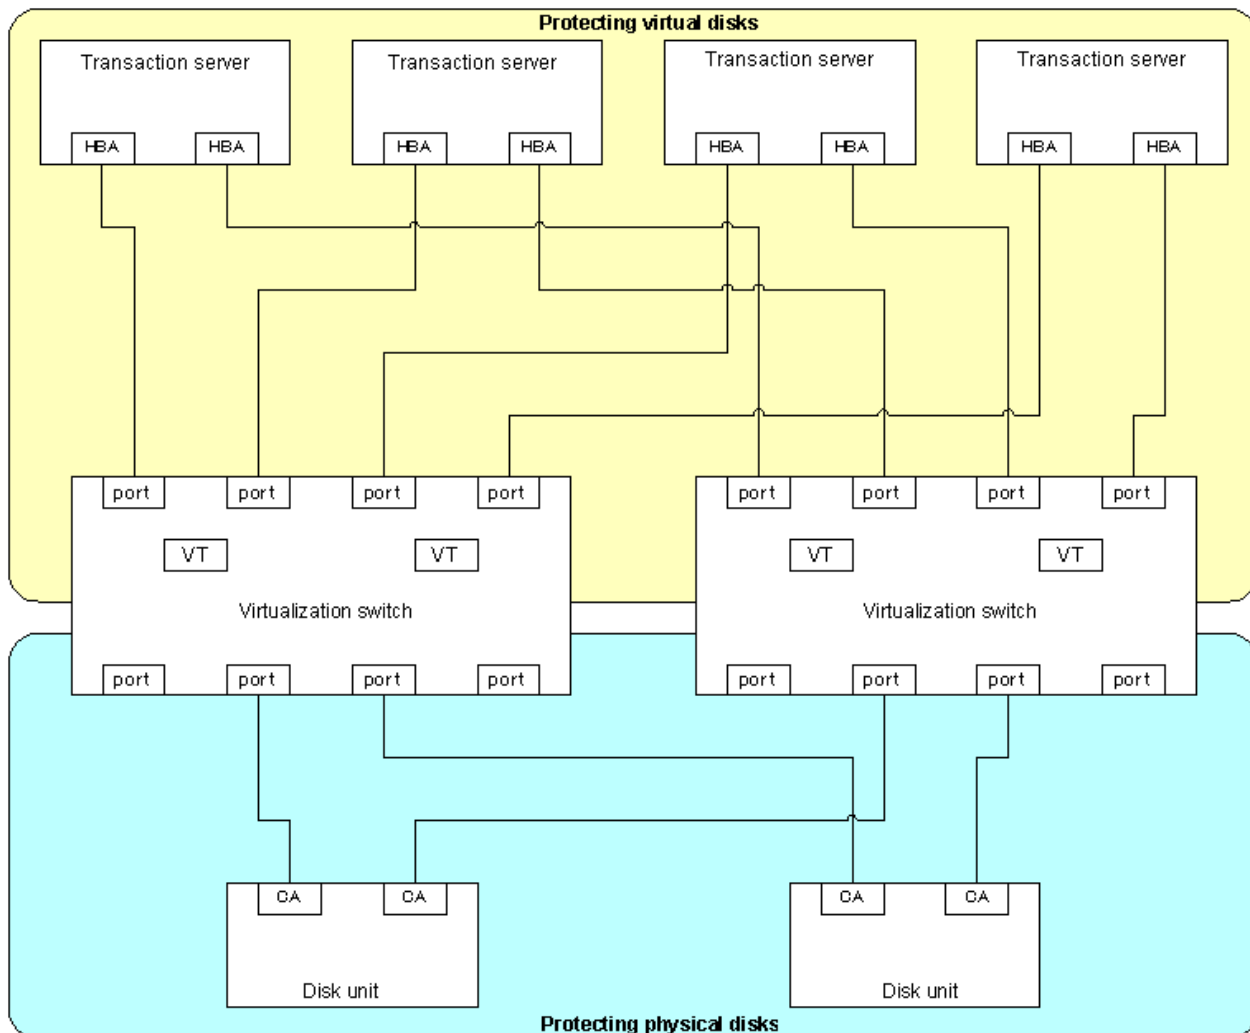 Protecting virtual disks
Transaction server
Transaction server
Transaction server
Transaction server
HBA
HBA
HBA
HBA
HBA
HBA
HBA
HBA
port
port
port
port
port
port
port
port
VT
VT
VT
VT
Virtualization switch
Virtualization switch
port
port
port
port
port
port
port
port
CA
CA
CA
CA
Disk unit
Disk unit
Protecting physical disks